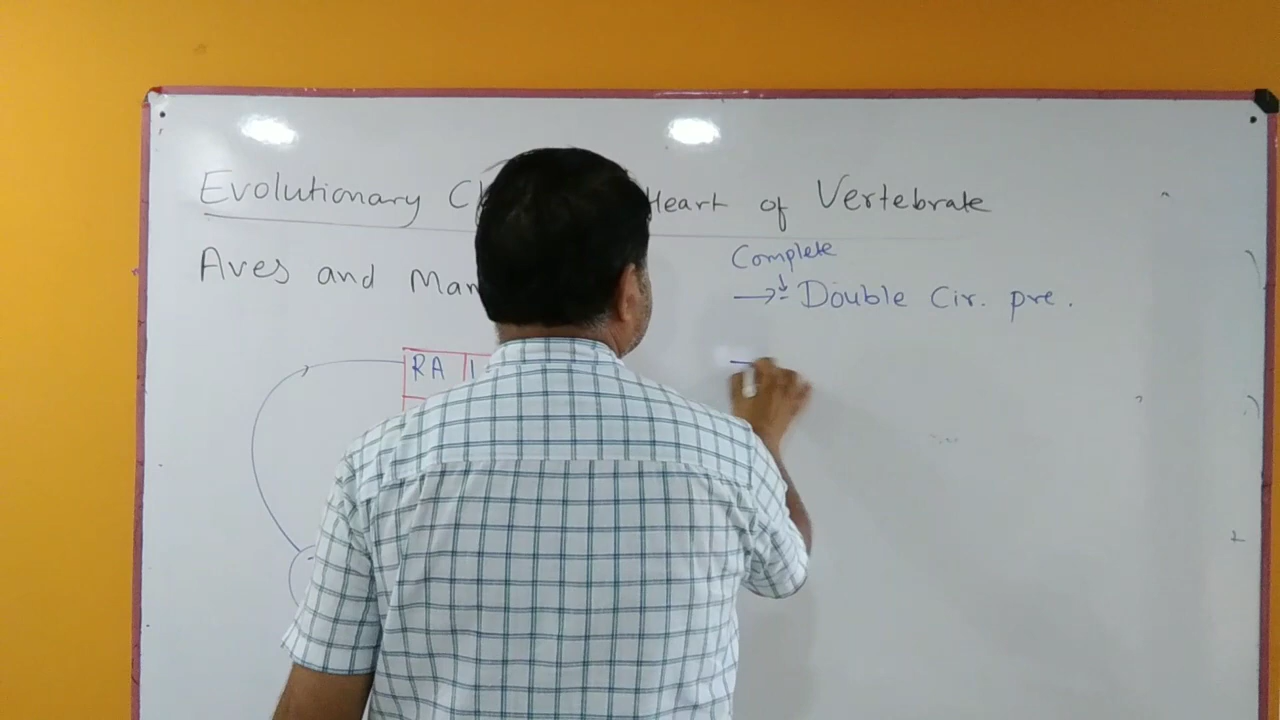 Evolutionary Heart of Vertebrate
Complete
Aves and
→ Double Cir. pre.
RA